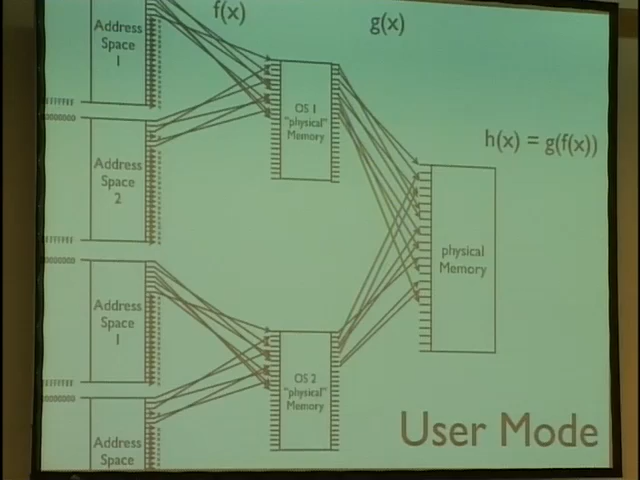 f(x)
g(x)
Address
Space
1
OS 1
"physical"
Memory
h(x) = g(f(x))
Address
Space
2
physical
Memory
Address
Space
1
OS 2
"physical"
Memory
Address
Space
User Mode